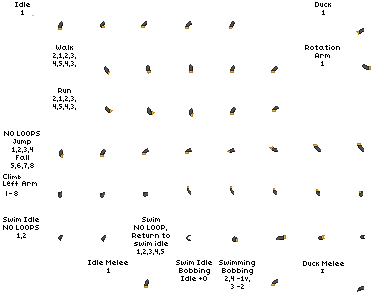 Idle
1
Duck
1
Walk
2,1,2,3,
4,5,4,3,
Rotation
Arm
1
Run
2,1,2,3,
4,5,4,3,
NO LOOPS
Jump
1,2,3,4
Fall
5,6,7,8
Climb
Left Arm
1-8
Swim Idle
NO LOOPS
1,2
Swim
NO LOOP,
Return to
swim idle
1,2,3,4,5
Idle Melee
1
Swim Idle
Bobbing
Idle +0
Swimming
Bobbing
2,4 -1v,
3 -2
Duck Melee
1